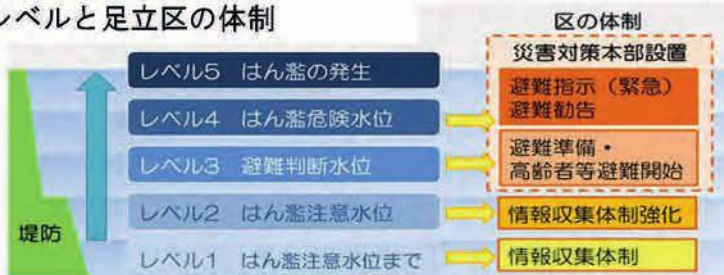 ベルと足立区の体制
区の体制
災害対策本部設置
レベル5 はん濫の発生
避難指示(緊急)
避難勧告
レベル4 はん濫危険水位
レベル3 避難判断水位
避難準備・
高齢者等避難開始
レベル2 はん濫注意水位
情報収集体制強化
堤防
レベル1 はん濫注意水位まで
情報収集体制